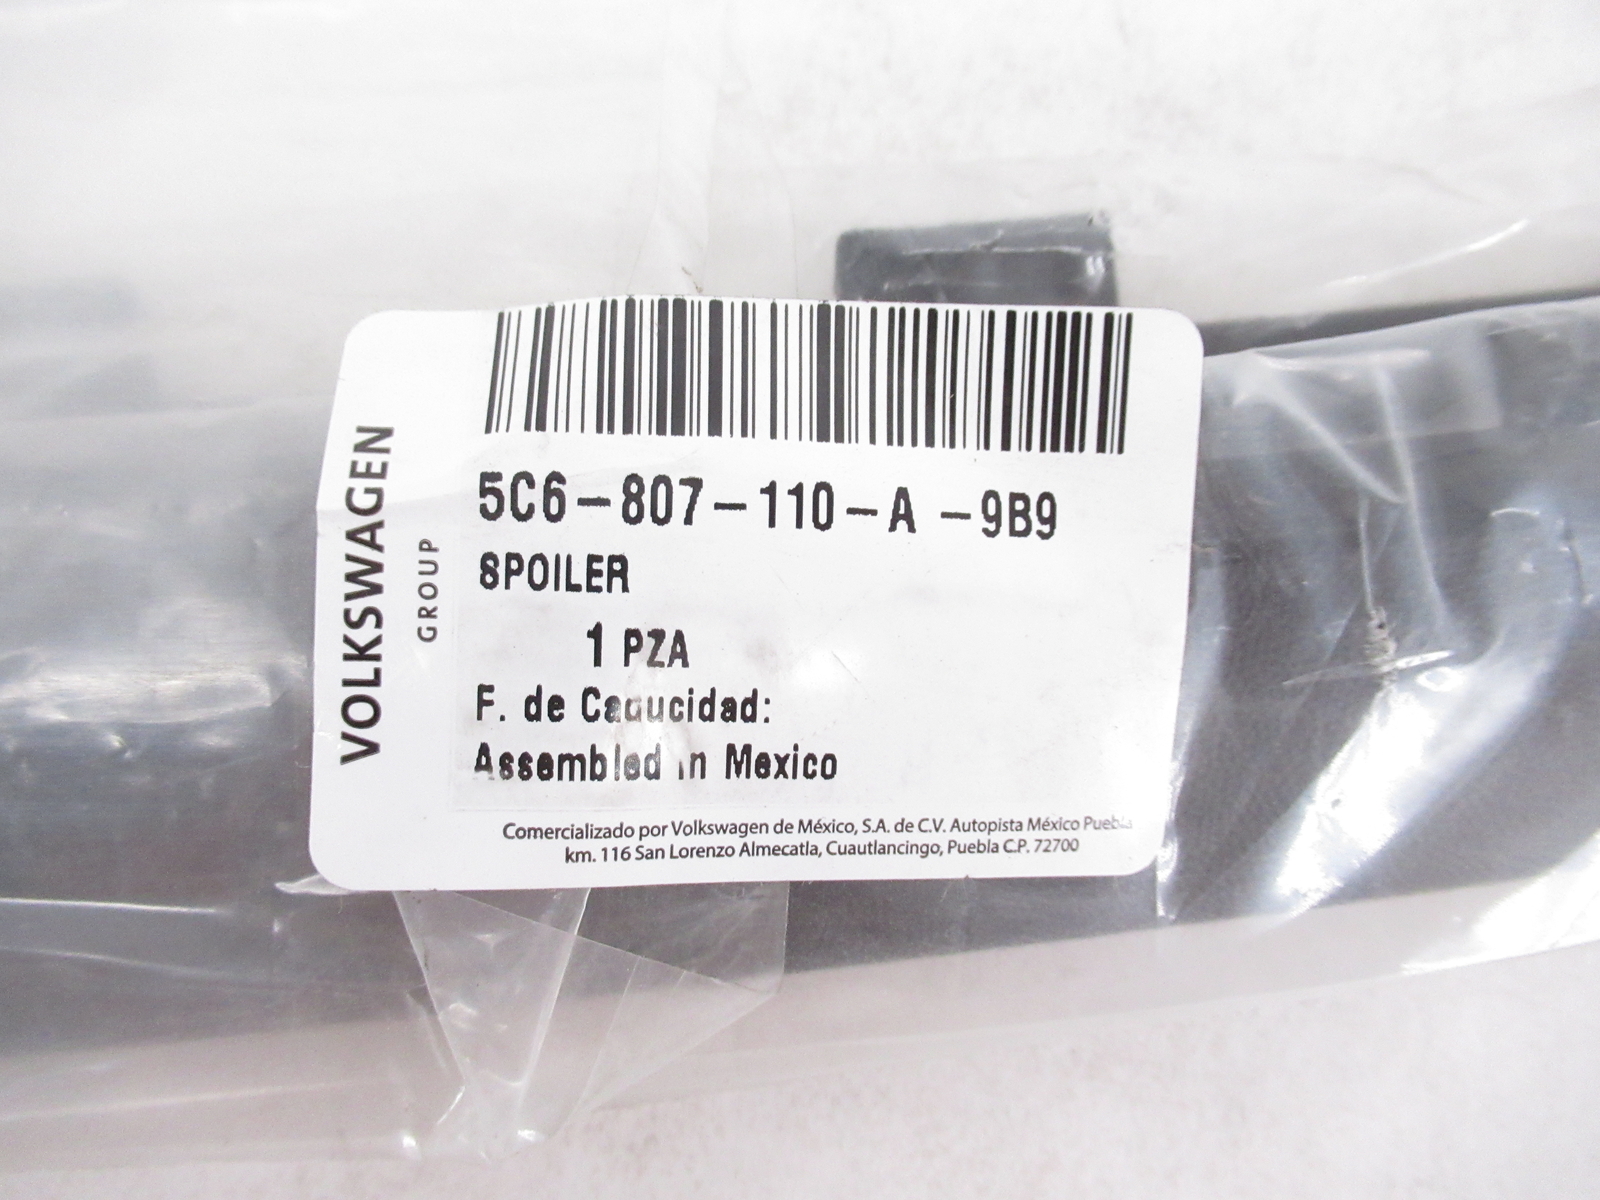 VOLKSWAGEN
GROUP
5C6-807-110-A -9B9
SPOILER
1 PZA
F. de Caducidad:
Assembled in Mexico
Comercializado por Volkswagen de México, S.A. de C.V. Autopista México Puebla
km. 116 San Lorenzo Almecatla, Cuautlancingo, Puebla C.P. 72700